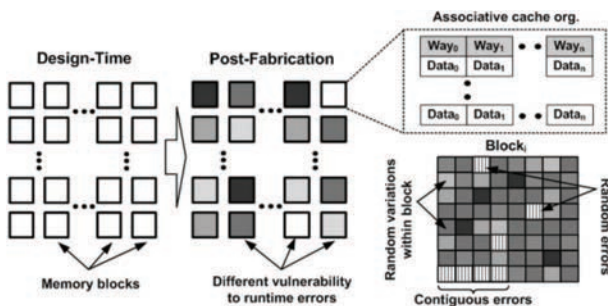 Design-Time
Post-Fabrication
Associative cache org.
Way0 Way1 Wayn
Data0 Data1 Datan
Data0 Data1 Datan
Memory blocks
Different vulnerability
to runtime errors
Blocki
Random variations
within block
Random errors
Contiguous errors